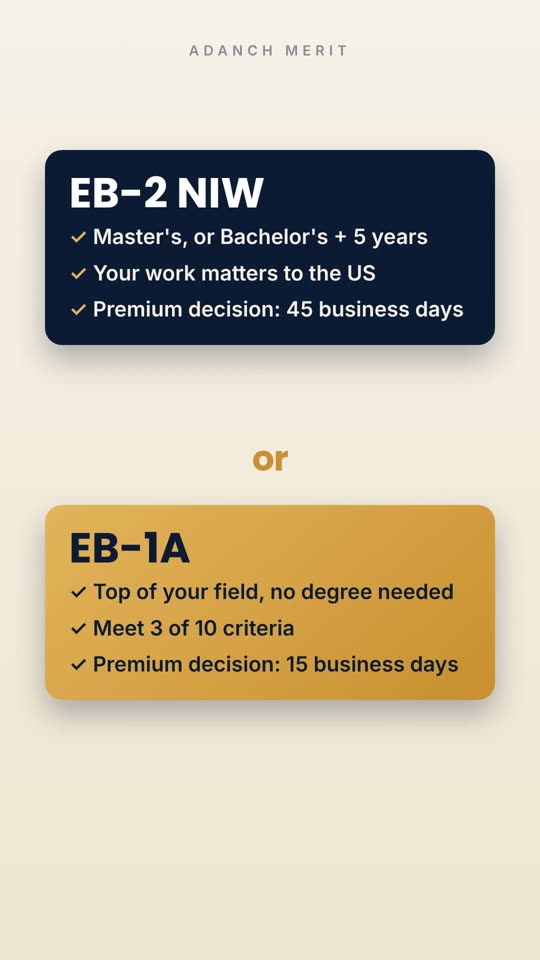 ADANCH MERIT
EB-2 NIW
✓ Master's, or Bachelor's + 5 years
✓ Your work matters to the US
✓ Premium decision: 45 business days
or
EB-1A
✓ Top of your field, no degree needed
✓ Meet 3 of 10 criteria
✓ Premium decision: 15 business days